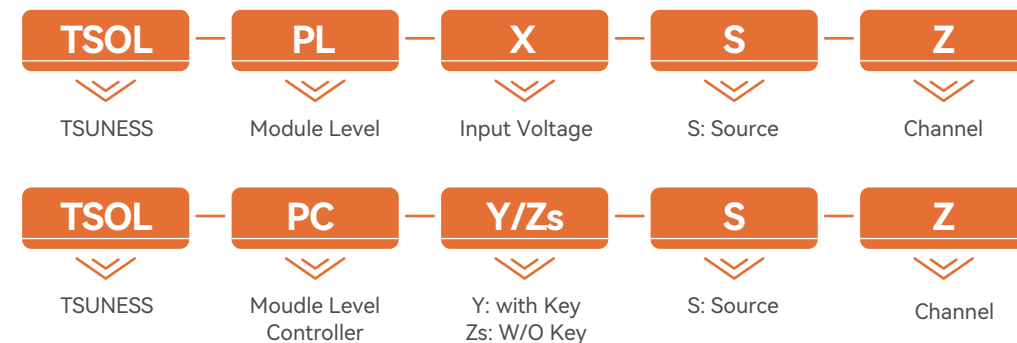 TSOL — PL — X — S — Z
TSUNESS Module Level Input Voltage S: Source Channel
TSOL — PC — Y/Zs — S — Z
TSUNESS Moudle Level Y: with Key S: Source Channel
Controller Zs: W/O Key